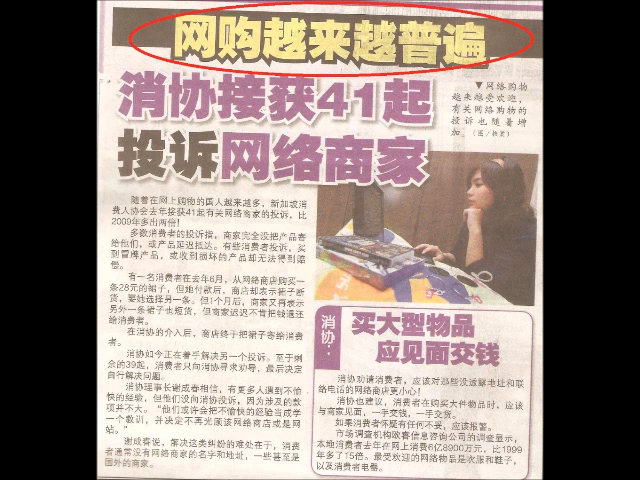 网购越来越普遍
消协接获41起
投诉网络商家
▼网络购物
越来越受欢迎，
有关网络购物的
投诉也随着增
加。
随着在网上购物的国人越来越多，新加坡消
费人协会去年接获41起有关网络商家的投诉，比
2009年多出两倍！
多数消费者的投诉指，商家完全没把产品寄
给他们，或产品延迟抵达。有些消费者投诉，买
到冒牌产品，或收到损坏的产品却无法得到赔
偿。
有一名消费者在去年6月，从网络商店购买一
条28元的裙子，但她付款后，商店却表示裙子断
货，要她选择另一条。但1个月后，商家又再表示
另外一条裙子也短货，但商家迟迟不肯把钱退还
给消费者。
在消协的介入后，商店终于把裙子寄给消费
者。
消协如今正在着手解决另一个投诉。至于剩
余的39起，消费者只向消协寻求劝导，最后决定
自行解决问题。
消协理事长谢成春相信，有更多人遇到不愉
快的经验，但他们没向消协投诉，因为涉及的款
项并不大。“他们或许会把不愉快的经验当成学
一个教训，并决定不再光顾该网络商店或是网
站。”
谢成春说，解决这类纠纷的难处在于，消费
者通常没有网络商家的名字和地址，一些甚至是
国外的商家。
消协：
买大型物品
应见面交钱
消协劝请消费者，应该对那些没透露地址和联
络电话的网络商店更小心！
消协也建议，消费者在购买大件物品时，应该
与商家见面，一手交钱，一手交货。
如果消费者怀疑有任何不妥，应该报警。
市场调查机构欧睿信息咨询公司的调查显示，
本地消费者去年在网上消费6亿8900万元，比1999
年多了15倍。最受欢迎的网络物品是衣服和鞋子，
以及消费者电器。